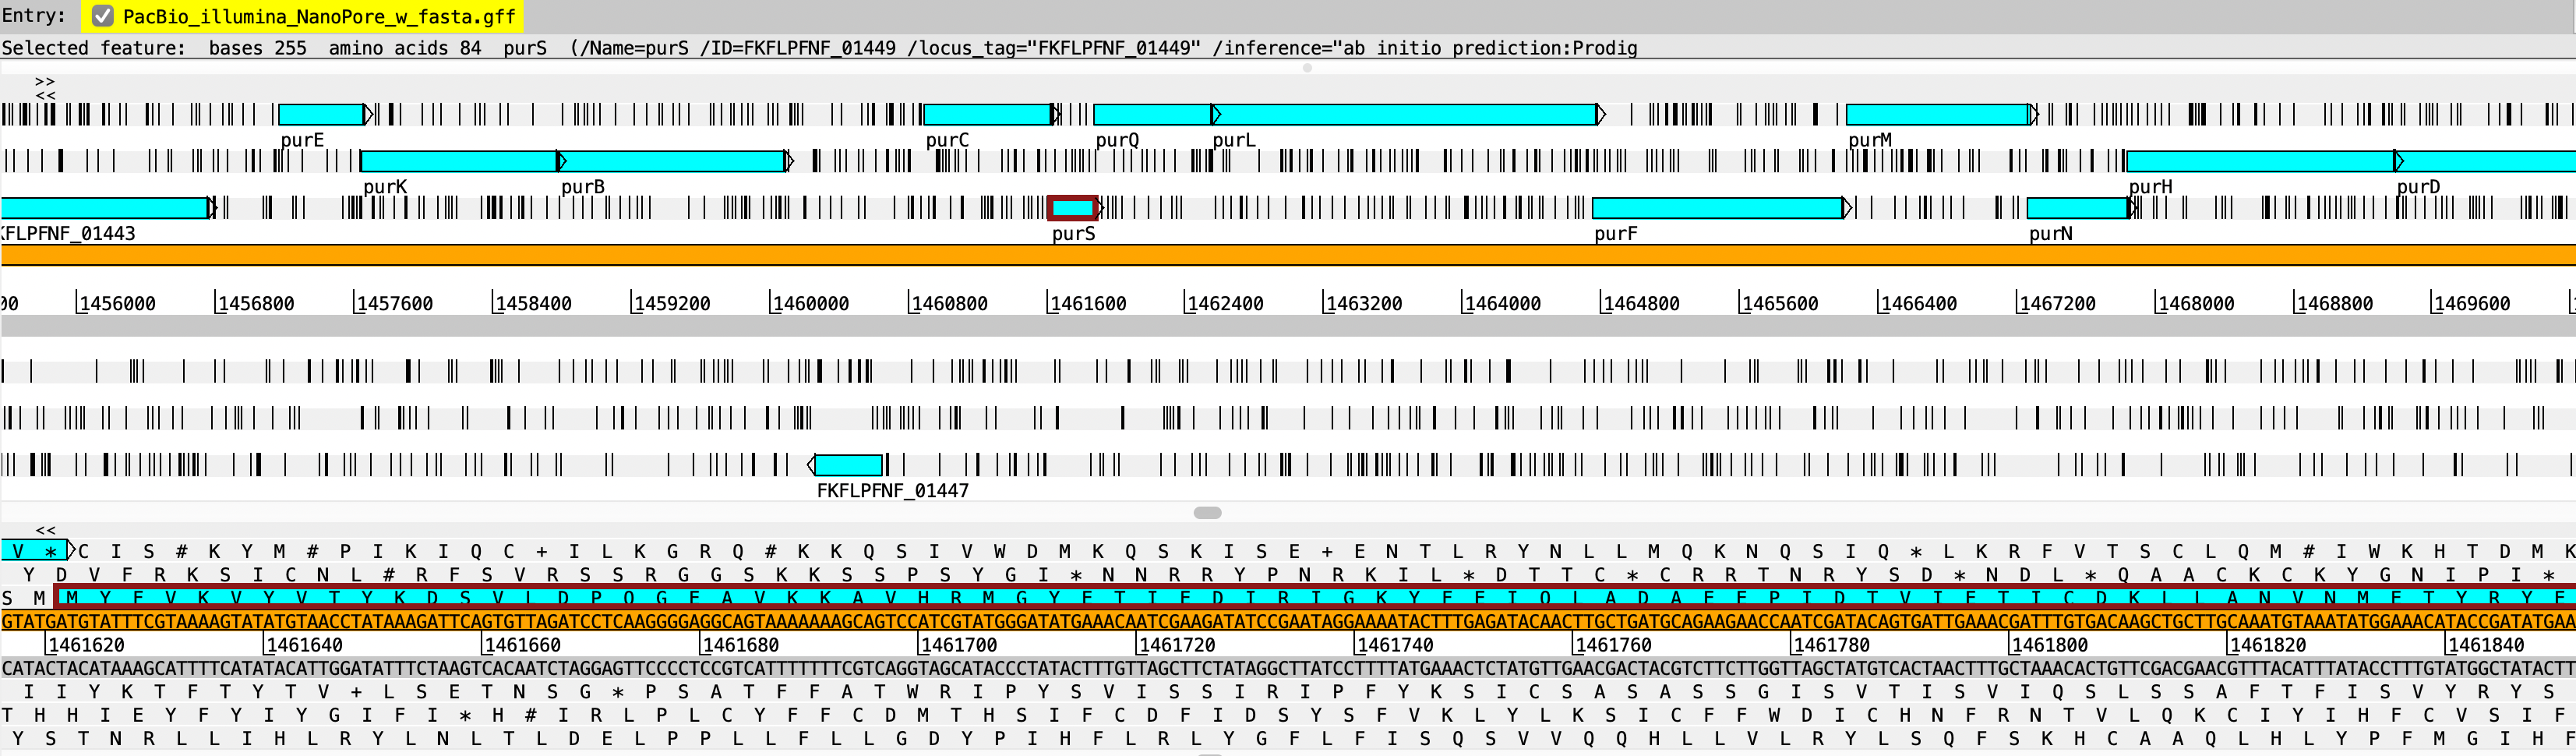 Entry: PacBio_illumina_NanoPore_w_fasta.gff
Selected feature: bases 255 amino acids 84 purS (/Name=purS /ID=FKFLPFNF_01449 /locus_tag="FKFLPFNF_01449" /inference="ab initio prediction:Prodig
>>
<<
purE purC purQ purL purM
purK purB purH purD
KFLPFNF_01443 purS purF purN
00 1456000 1456800 1457600 1458400 1459200 1460000 1460800 1461600 1462400 1463200 1464000 1464800 1465600 1466400 1467200 1468000 1468800 1469600
FKFLPFNF_01447
<<
V * C I S # K Y M # P I K I Q C + I L K G R Q # K K Q S I V W D M K Q S K I S E + E N T L R Y N L L M Q K N Q S I Q * L K R F V T S C L Q M # I W K H T D M K
Y D V F R K S I C N L # R F S V R S S R G G S K K S S P S Y G I * N N R R Y P N R K I L * D T T C * C R R T N R Y S D * N D L * Q A A C K C K Y G N I P I *
S M M Y F V K V Y V T Y K D S V L D P Q G E A V K K A V H R M G Y E T I E D I R I G K Y F E I Q L A D A E E P I D T V I E T I C D K L L A N V N M E T Y R Y E
GTATGATGTATTTCGTAAAAGTATATGTAACCTATAAAGATTCAGTGTTAGATCCTCAAGGGGAGGCAGTAAAAAAAGCAGTCCATCGTATGGGATATGAAACAATCGAAGATATCCGAATAGGAAAATACTTTGAGATACAACTTGCTGATGCAGAAGAACCAATCGATACAGTGATTGAAACGATTTGTGACAAGCTGCTTGCAAATGTAAATATGGAAACATACCGATATGAA
1461620 1461640 1461660 1461680 1461700 1461720 1461740 1461760 1461780 1461800 1461820 1461840
CATACTACATAAAGCATTTTCATATACATTGGATATTTCTAAGTCACAATCTAGGAGTTCCCCTCCGTCATTTTTTTCGTCAGGTAGCATACCCTATACTTTGTTAGCTTCTATAGGCTTATCCTTTTATGAAACTCTATGTTGAACGACTACGTCTTCTTGGTTAGCTATGTCACTAACTTTGCTAAACACTGTTCGACGAACGTTTACATTTATACCTTTGTATGGCTATACTT
I I Y K T F T Y T V + L S E T N S G * P S A T F F A T W R I P Y S V I S S I R I P F Y K S I C S A S A S S G I S V T I S V I Q S L S S A F T F I S V Y R Y S
T H H I E Y F Y I Y G I F I * H # I R L P L C Y F F C D M T H S I F C D F I D S Y S F V K L Y L K S I C F F W D I C H N F R N T V L Q K C I Y I H F C V S I F
Y S T N R L L I H L R Y L N L T L D E L P P L L F L L G D Y P I H F L R L Y G F L F I S Q S V V Q Q H L L V L R Y L S Q F S K H C A A Q L H L Y P F M G I H F